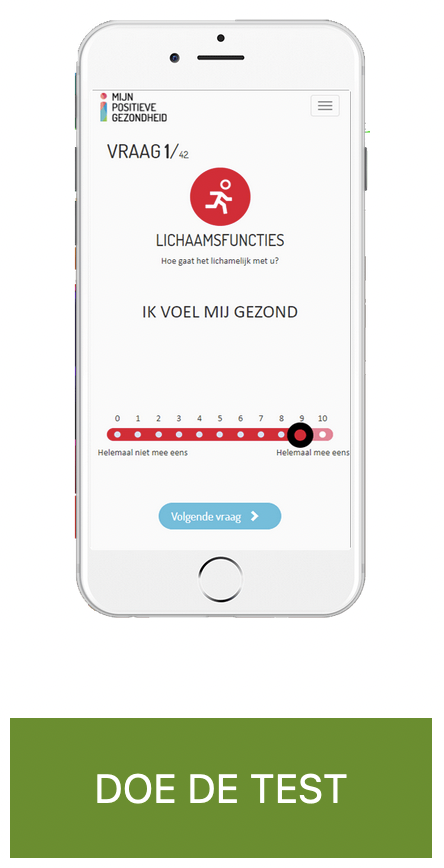 MIJN
POSITIEVE
GEZONDHEID
VRAAG 1/42
LICHAAMSFUNCTIES
Hoe gaat het lichamelijk met u?
IK VOEL MIJ GEZOND
0 1 2 3 4 5 6 7 8 9 10
Helemaal niet mee eens Helemaal mee eens
Volgende vraag
DOE DE TEST